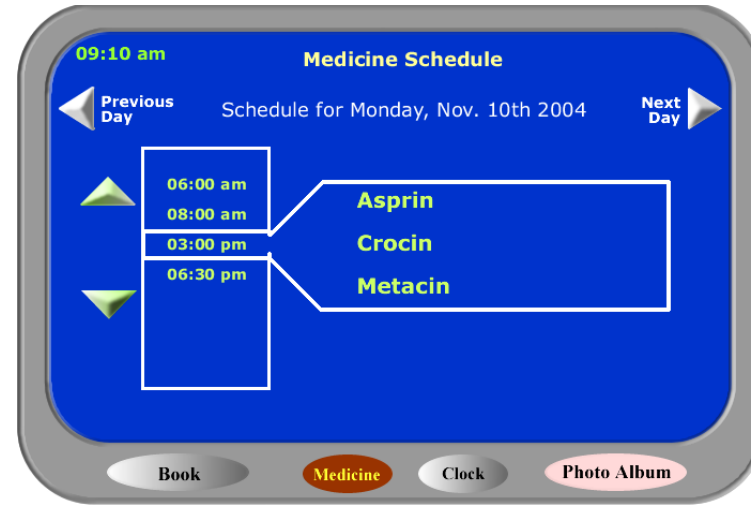 09:10 am
Medicine Schedule
Previous Day
Schedule for Monday, Nov. 10th 2004
Next Day
06:00 am
08:00 am
03:00 pm
06:30 pm
Asprin
Crocin
Metacin
Book
Medicine
Clock
Photo Album